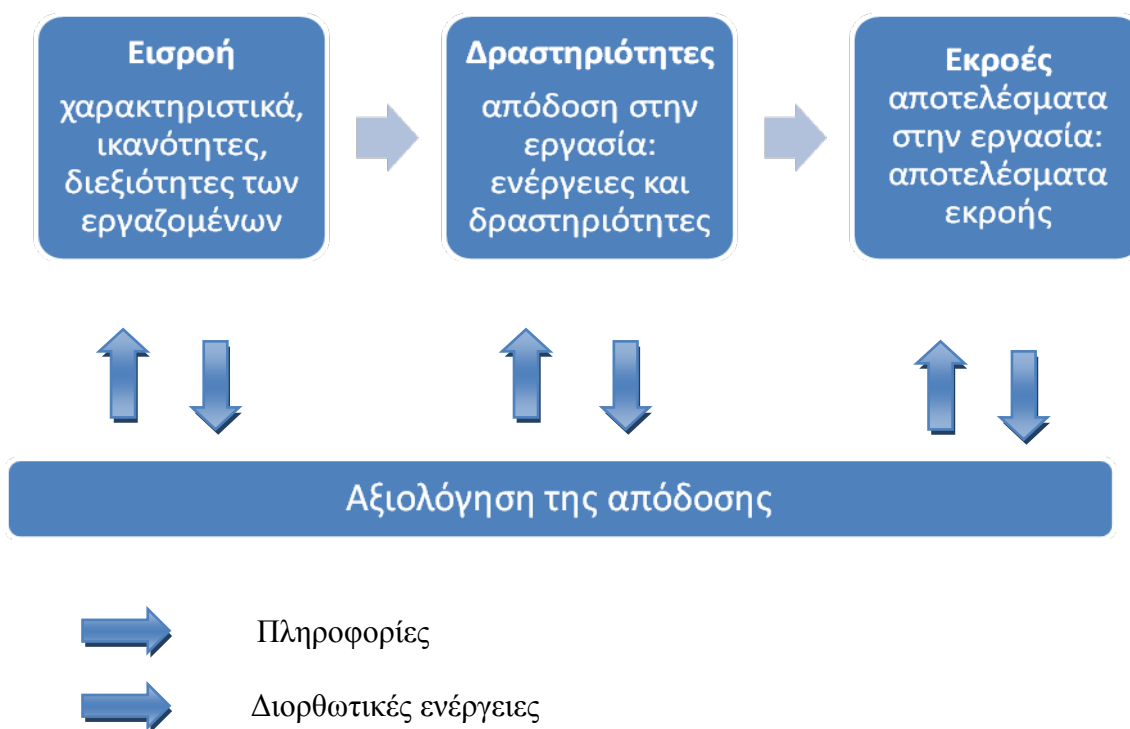 Εισροή
χαρακτηριστικά,
ικανότητες,
διεξιότητες των
εργαζομένων
Δραστηριότητες
απόδοση στην
εργασία:
ενέργειες και
δραστηριότητες
Εκροές
αποτελέσματα
στην εργασία:
αποτελέσματα
εκροής
Αξιολόγηση της απόδοσης
Πληροφορίες
Διορθωτικές ενέργειες